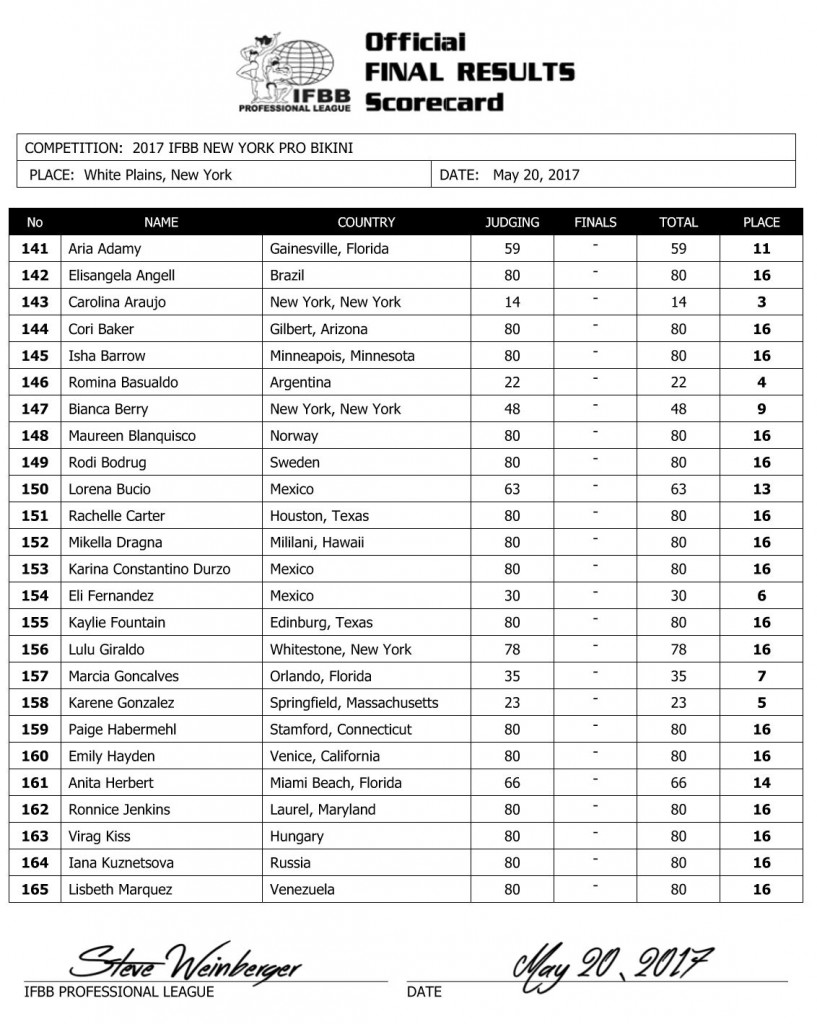 Official
FINAL RESULTS
Scorecard
IFBB
PROFESSIONAL LEAGUE
COMPETITION: 2017 IFBB NEW YORK PRO BIKINI
PLACE: White Plains, New York DATE: May 20, 2017
No NAME COUNTRY JUDGING FINALS TOTAL PLACE
141 Aria Adamy Gainesville, Florida 59 - 59 11
142 Elisangela Angell Brazil 80 - 80 16
143 Carolina Araujo New York, New York 14 - 14 3
144 Cori Baker Gilbert, Arizona 80 - 80 16
145 Isha Barrow Minneapois, Minnesota 80 - 80 16
146 Romina Basualdo Argentina 22 - 22 4
147 Bianca Berry New York, New York 48 - 48 9
148 Maureen Blanquisco Norway 80 - 80 16
149 Rodi Bodrug Sweden 80 - 80 16
150 Lorena Bucio Mexico 63 - 63 13
151 Rachelle Carter Houston, Texas 80 - 80 16
152 Mikella Dragna Mililani, Hawaii 80 - 80 16
153 Karina Constantino Durzo Mexico 80 - 80 16
154 Eli Fernandez Mexico 30 - 30 6
155 Kaylie Fountain Edinburg, Texas 80 - 80 16
156 Lulu Giraldo Whitestone, New York 78 - 78 16
157 Marcia Goncalves Orlando, Florida 35 - 35 7
158 Karene Gonzalez Springfield, Massachusetts 23 - 23 5
159 Paige Habermehl Stamford, Connecticut 80 - 80 16
160 Emily Hayden Venice, California 80 - 80 16
161 Anita Herbert Miami Beach, Florida 66 - 66 14
162 Ronnice Jenkins Laurel, Maryland 80 - 80 16
163 Virag Kiss Hungary 80 - 80 16
164 Iana Kuznetsova Russia 80 - 80 16
165 Lisbeth Marquez Venezuela 80 - 80 16
Steve Weinberger May 20, 2017
IFBB PROFESSIONAL LEAGUE DATE